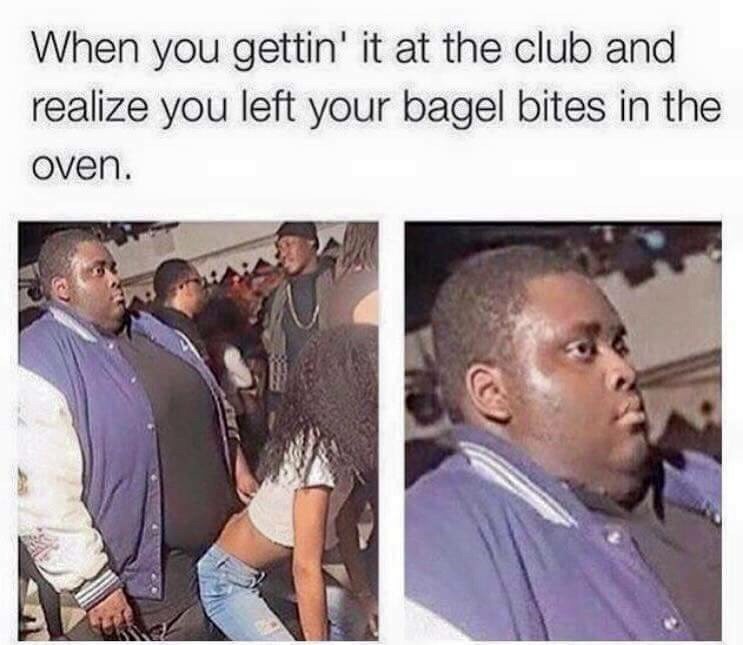 When you gettin' it at the club and
realize you left your bagel bites in the
oven.